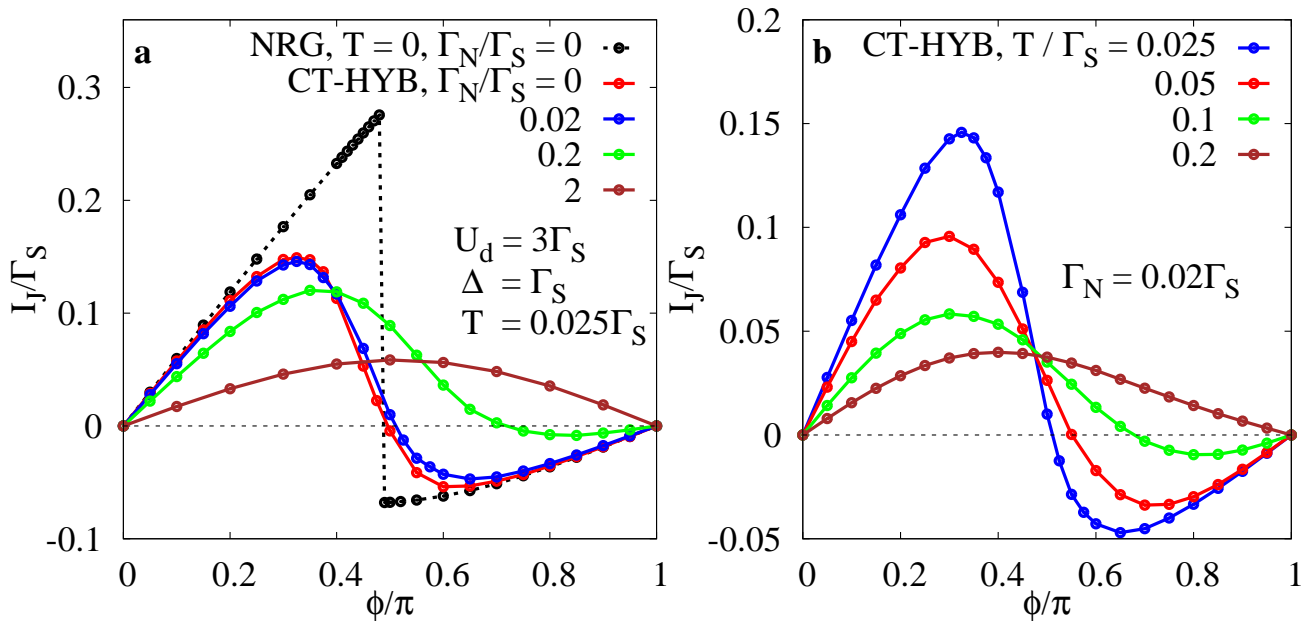 a
NRG, T = 0, Γ_N/Γ_S = 0
CT-HYB, Γ_N/Γ_S = 0
0.02
0.2
2
U_d = 3Γ_S
Δ = Γ_S
T = 0.025Γ_S
I_J/Γ_S
0.3
0.2
0.1
0
-0.1
0 0.2 0.4 0.6 0.8 1
ϕ/π
b
CT-HYB, T / Γ_S = 0.025
0.05
0.1
0.2
Γ_N = 0.02Γ_S
I_J/Γ_S
0.2
0.15
0.1
0.05
0
-0.05
0 0.2 0.4 0.6 0.8 1
ϕ/π